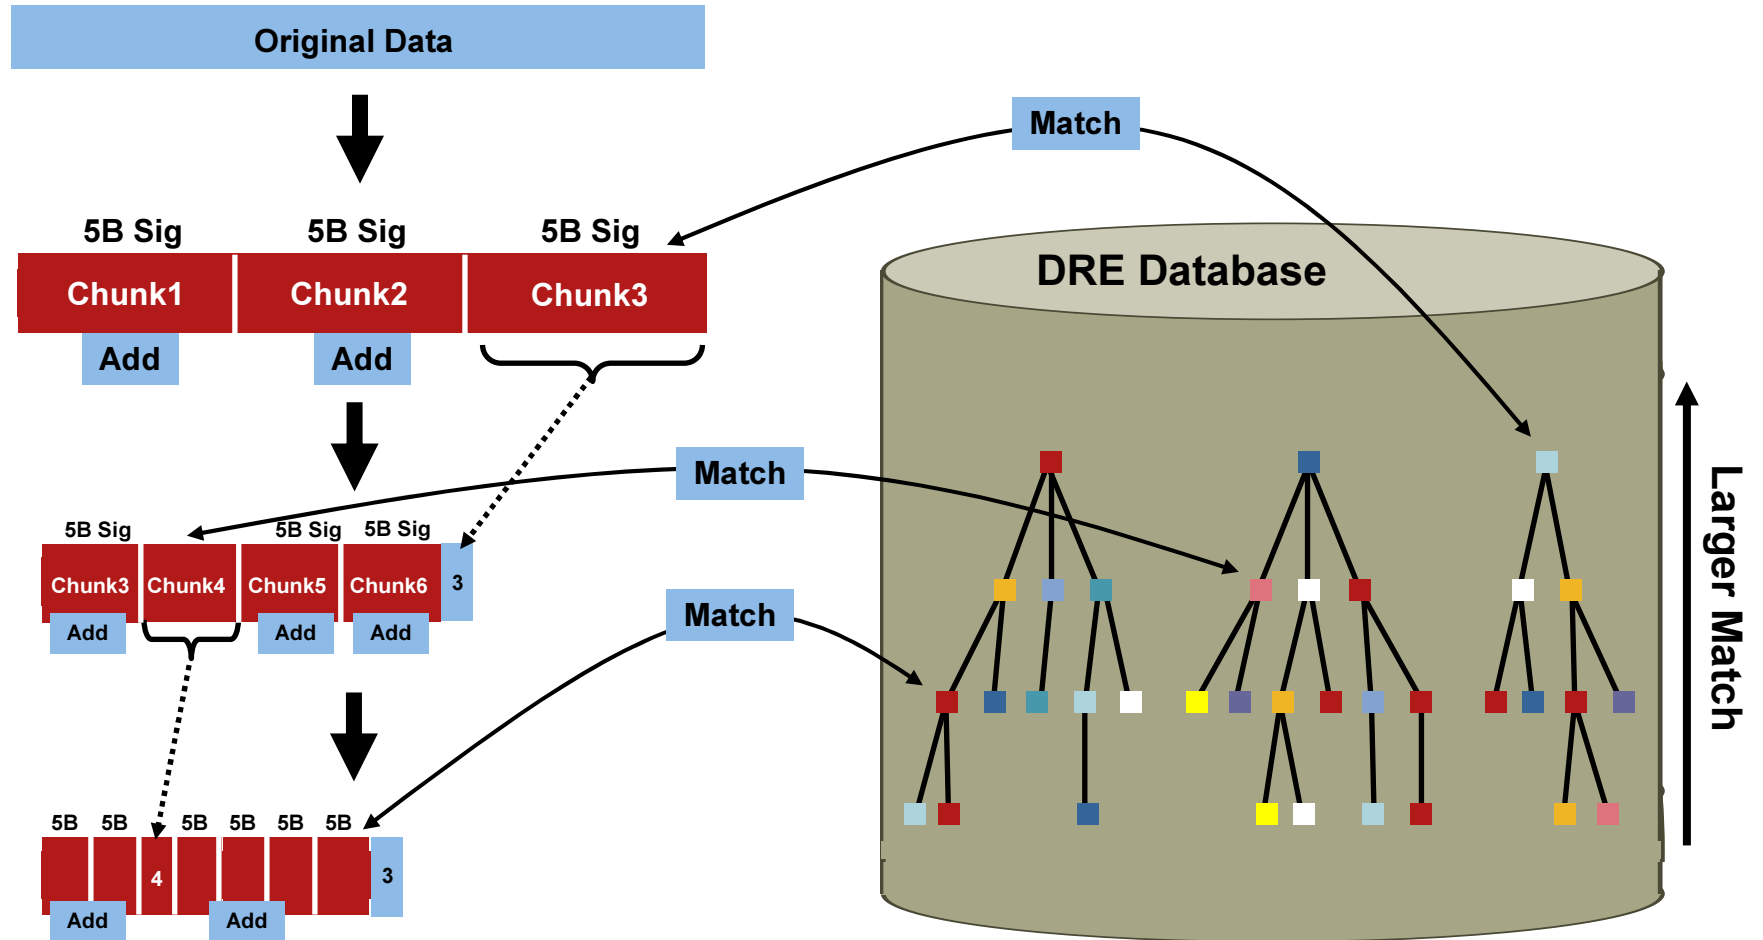 Original Data
Match
5B Sig
5B Sig
5B Sig
DRE Database
Chunk1
Chunk2
Chunk3
Add
Add
Match
Larger Match
5B Sig
5B Sig
5B Sig
Chunk3
Chunk4
Chunk5
Chunk6
3
Add
Add
Add
Match
5B
5B
5B
5B
5B
5B
4
3
Add
Add